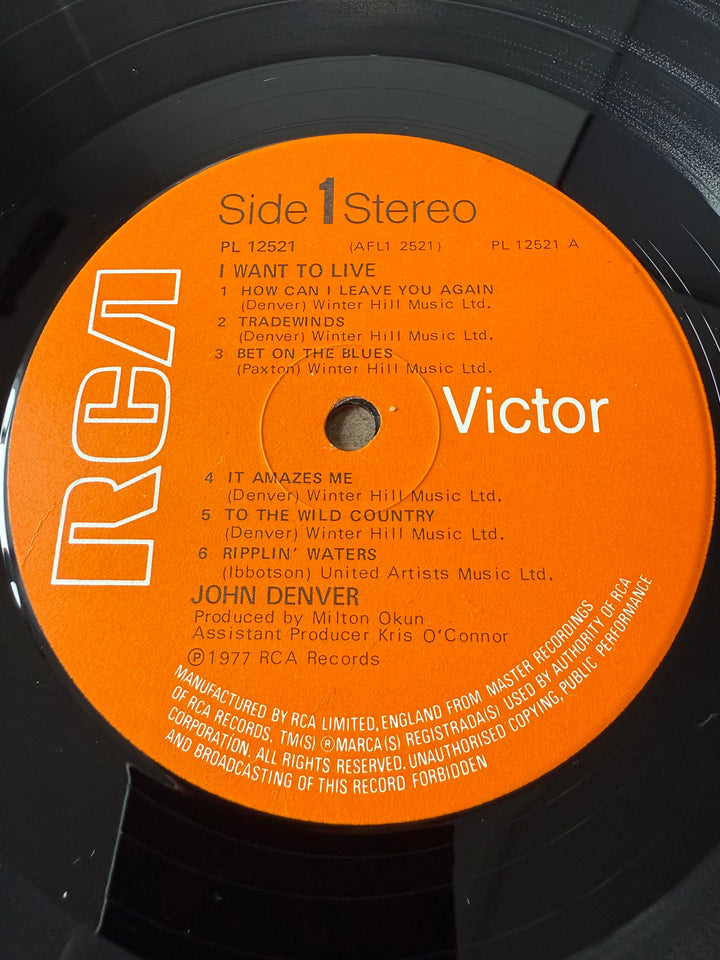 Side 1 Stereo
PL 12521 (AFL1 2521) PL 12521 A
I WANT TO LIVE
1 HOW CAN I LEAVE YOU AGAIN
(Denver) Winter Hill Music Ltd.
2 TRADEWINDS
(Denver) Winter Hill Music Ltd.
3 BET ON THE BLUES
(Paxton) Winter Hill Music Ltd.
RCA
Victor
4 IT AMAZES ME
(Denver) Winter Hill Music Ltd.
5 TO THE WILD COUNTRY
(Denver) Winter Hill Music Ltd.
6 RIPPLIN' WATERS
(Ibbotson) United Artists Music Ltd.
JOHN DENVER
Produced by Milton Okun
Assistant Producer Kris O'Connor
℗1977 RCA Records
MANUFACTURED BY RCA LIMITED, ENGLAND FROM MASTER RECORDINGS
OF RCA RECORDS. TM(S) ® MARCA(S) REGISTRADA(S) USED BY AUTHORITY OF RCA
CORPORATION. ALL RIGHTS RESERVED. UNAUTHORISED COPYING, PUBLIC PERFORMANCE
AND BROADCASTING OF THIS RECORD FORBIDDEN